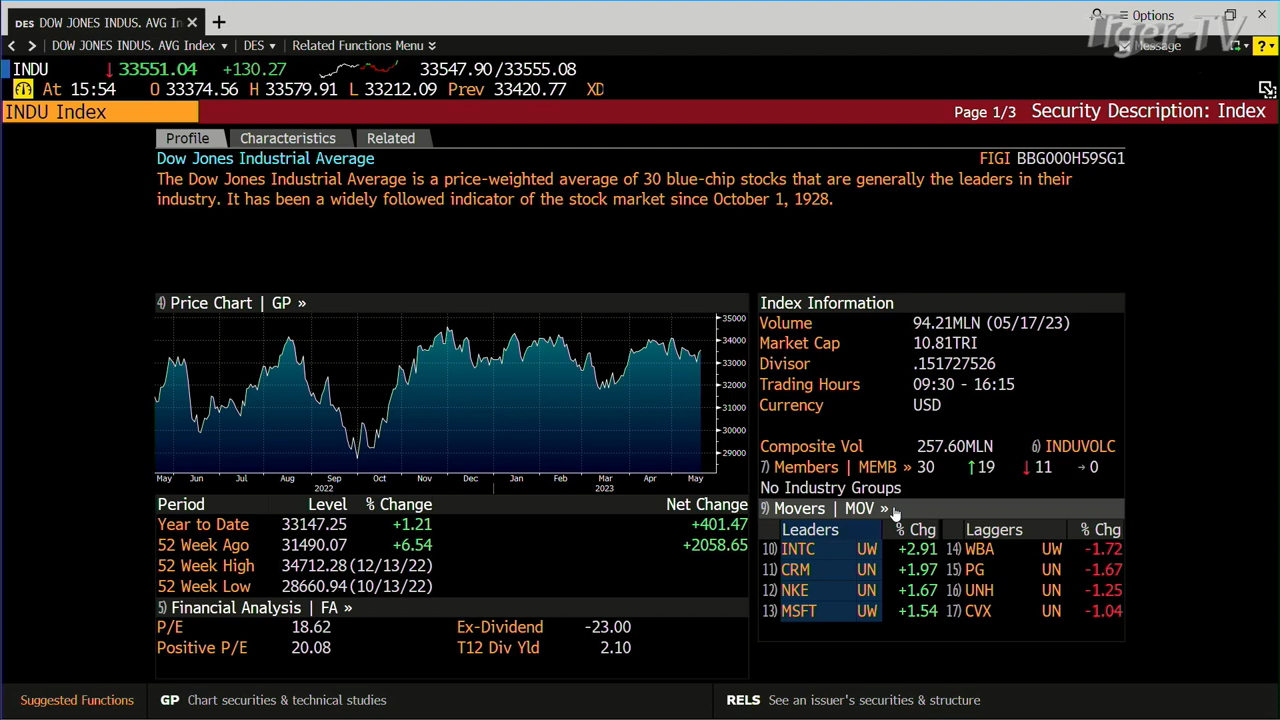 DES DOW JONES INDUS. AVG In
Options
DOW JONES INDUS. AVG Index DES Related Functions Menu
Message
Tiger-TV
INDU 33551.04 +130.27 33547.90/33555.08
At 15:54 O 33374.56 H 33579.91 L 33212.09 Prev 33420.77 XD
INDU Index Page 1/3 Security Description: Index
Profile Characteristics Related
Dow Jones Industrial Average FIGI BBG000H59SG1
The Dow Jones Industrial Average is a price-weighted average of 30 blue-chip stocks that are generally the leaders in their
industry. It has been a widely followed indicator of the stock market since October 1, 1928.
4) Price Chart | GP »
35000
34000
33000
32000
31000
30000
29000
May Jun Jul Aug Sep Oct Nov Dec Jan Feb Mar Apr May
2022 2023
Period Level % Change Net Change
Year to Date 33147.25 +1.21 +401.47
52 Week Ago 31490.07 +6.54 +2058.65
52 Week High 34712.28 (12/13/22)
52 Week Low 28660.94 (10/13/22)
5) Financial Analysis | FA »
P/E 18.62 Ex-Dividend -23.00
Positive P/E 20.08 T12 Div Yld 2.10
Index Information
Volume 94.21MLN (05/17/23)
Market Cap 10.81TRI
Divisor .151727526
Trading Hours 09:30 - 16:15
Currency USD
Composite Vol 257.60MLN 6) INDUVOLC
7) Members | MEMB » 30 ↑19 ↓11 →0
No Industry Groups
9) Movers | MOV »
Leaders % Chg Laggers % Chg
10) INTC UW +2.91 14) WBA UW -1.72
11) CRM UN +1.97 15) PG UN -1.67
12) NKE UN +1.67 16) UNH UN -1.25
13) MSFT UW +1.54 17) CVX UN -1.04
Suggested Functions GP Chart securities & technical studies RELS See an issuer's securities & structure